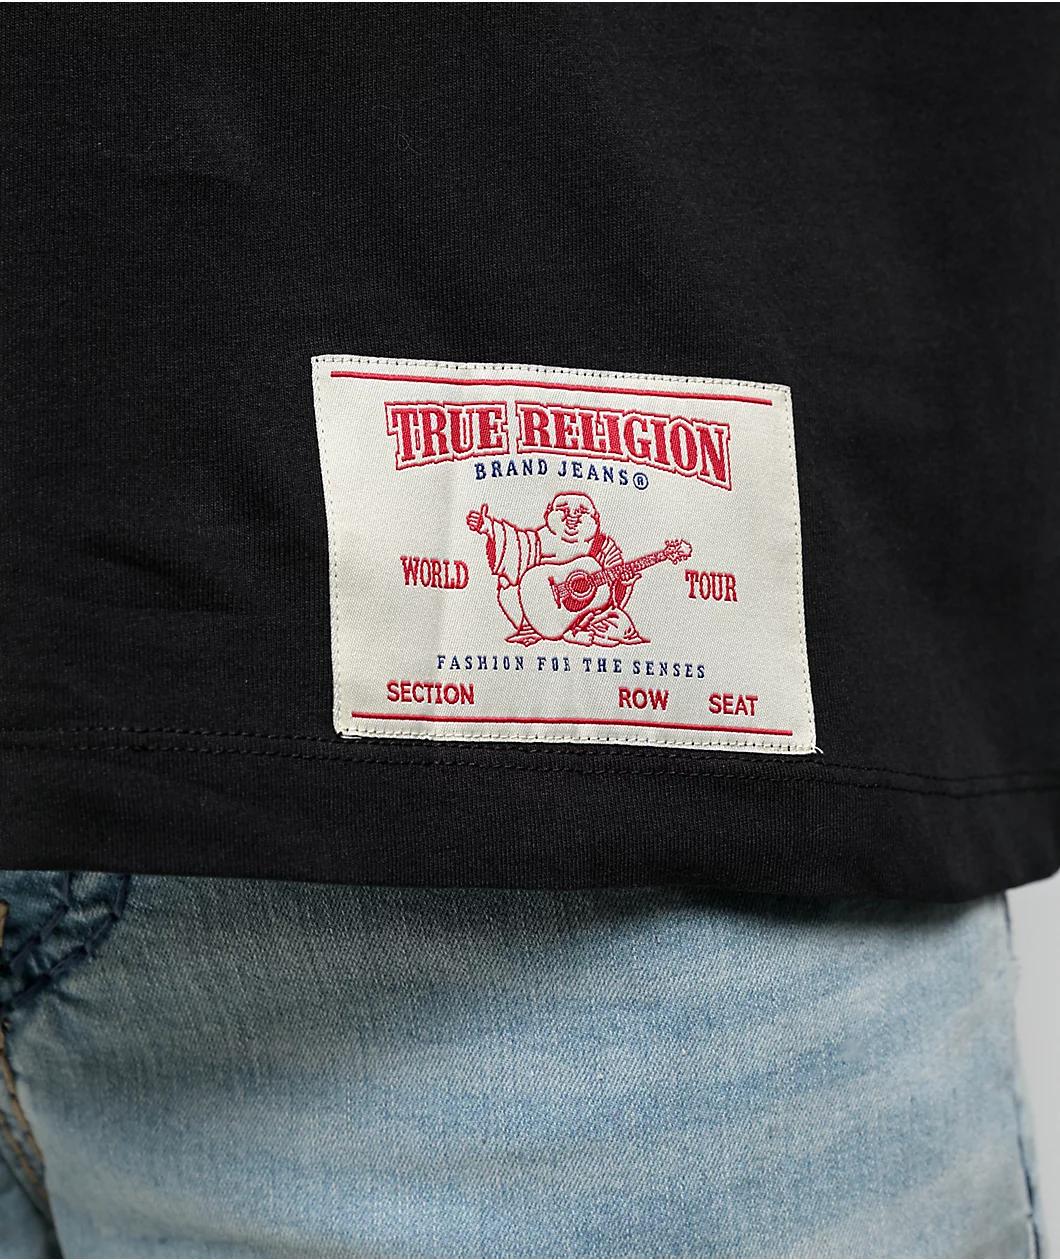 TRUE RELIGION
BRAND JEANS®
WORLD TOUR
FASHION FOR THE SENSES
SECTION ROW SEAT